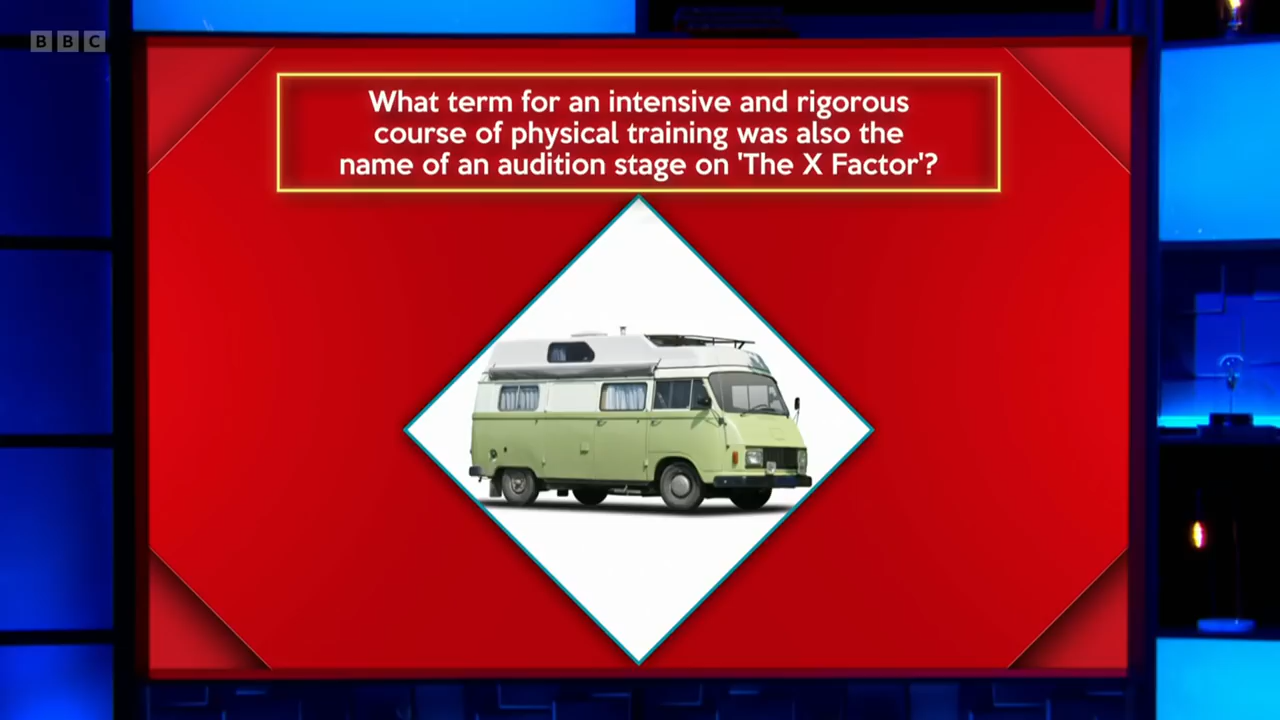 BBC
What term for an intensive and rigorous
course of physical training was also the
name of an audition stage on 'The X Factor'?